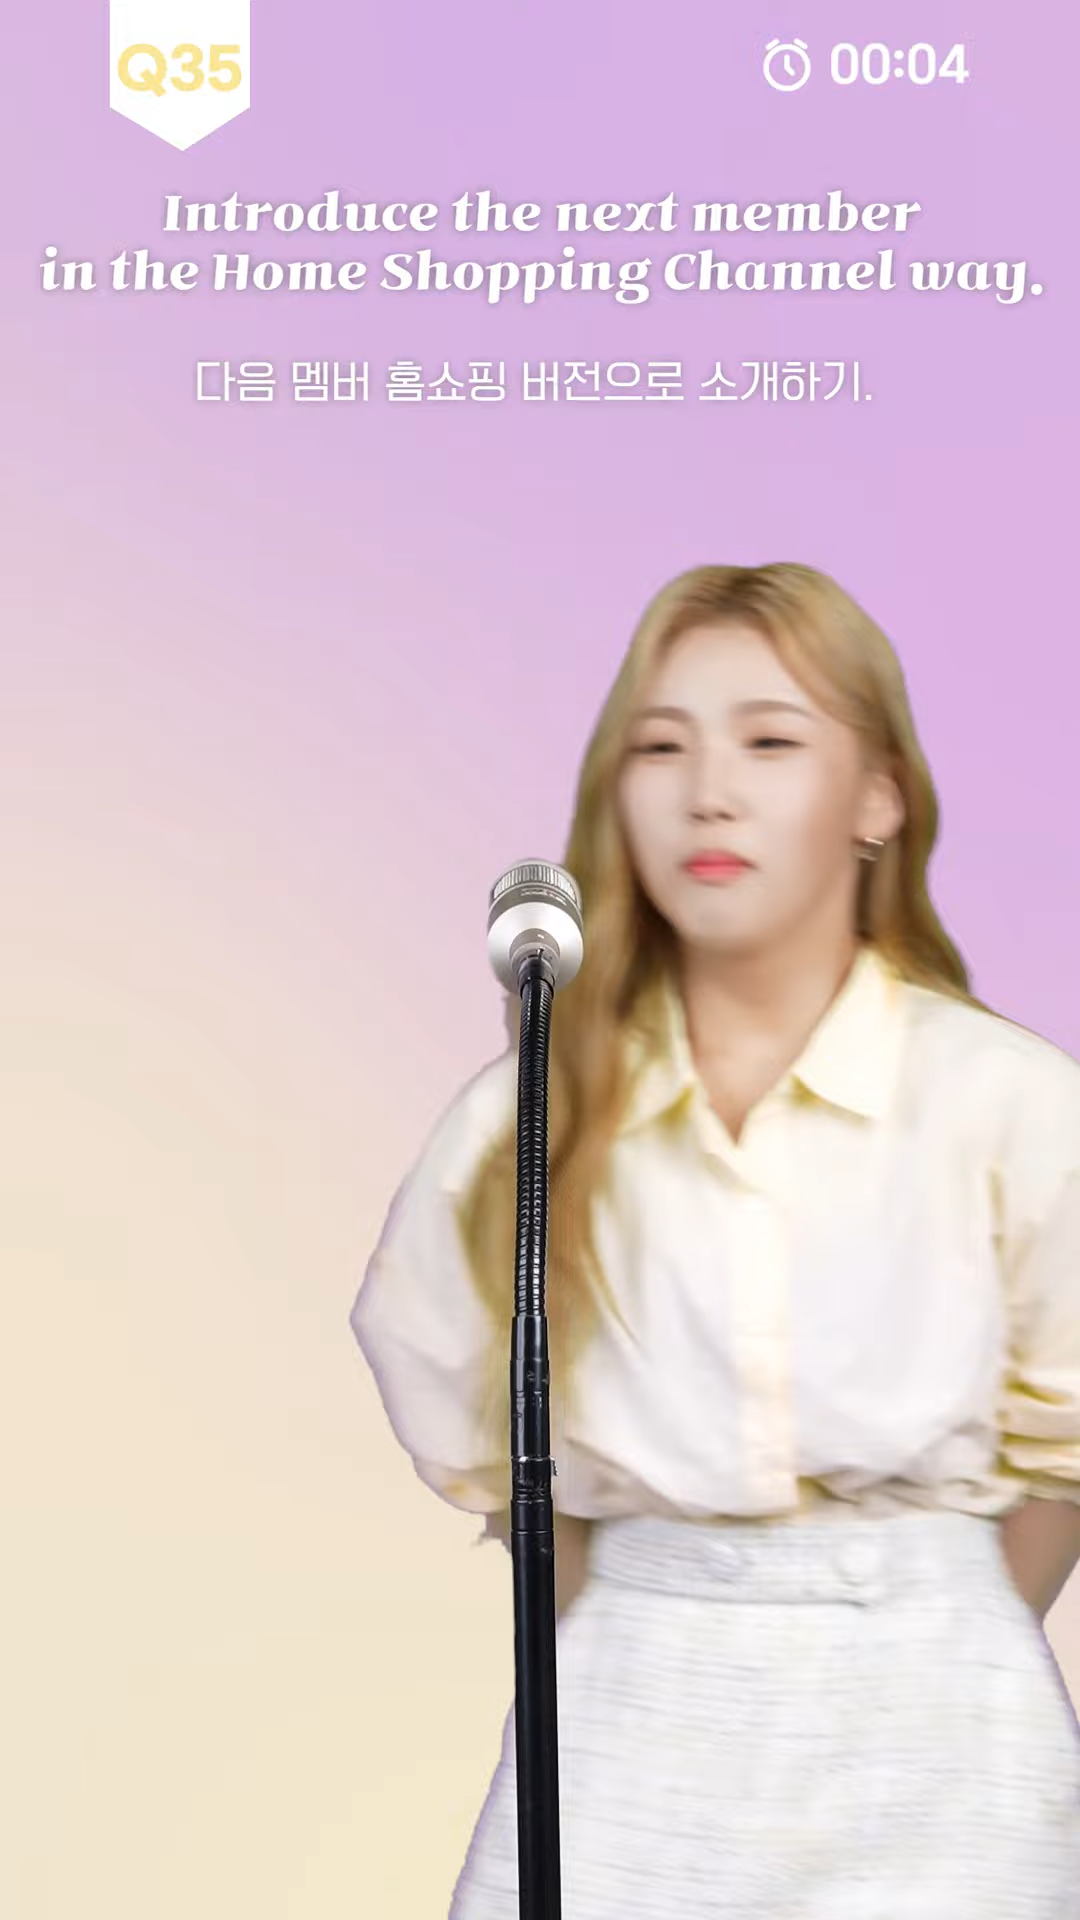 Q35
00:04
Introduce the next member
in the Home Shopping Channel way.
다음 멤버 홈쇼핑 버전으로 소개하기.